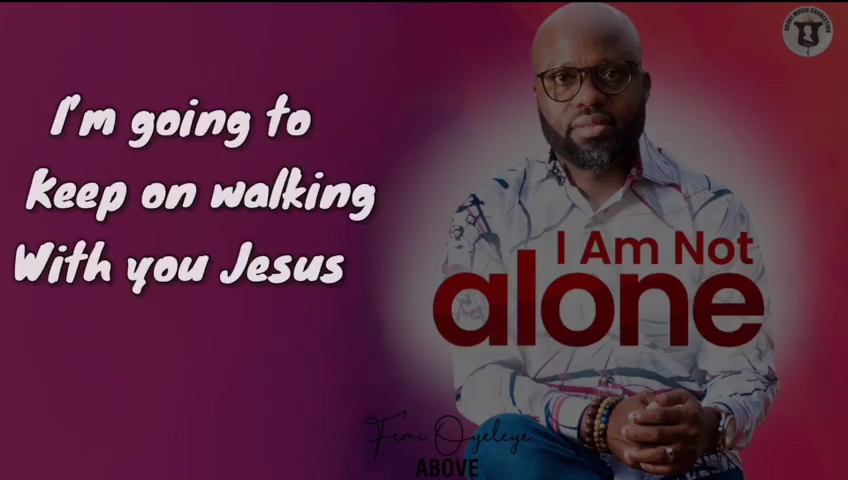 I'm going to
Keep on walking
With you Jesus
I Am Not
alone
Femi Oyeleye
ABOVE